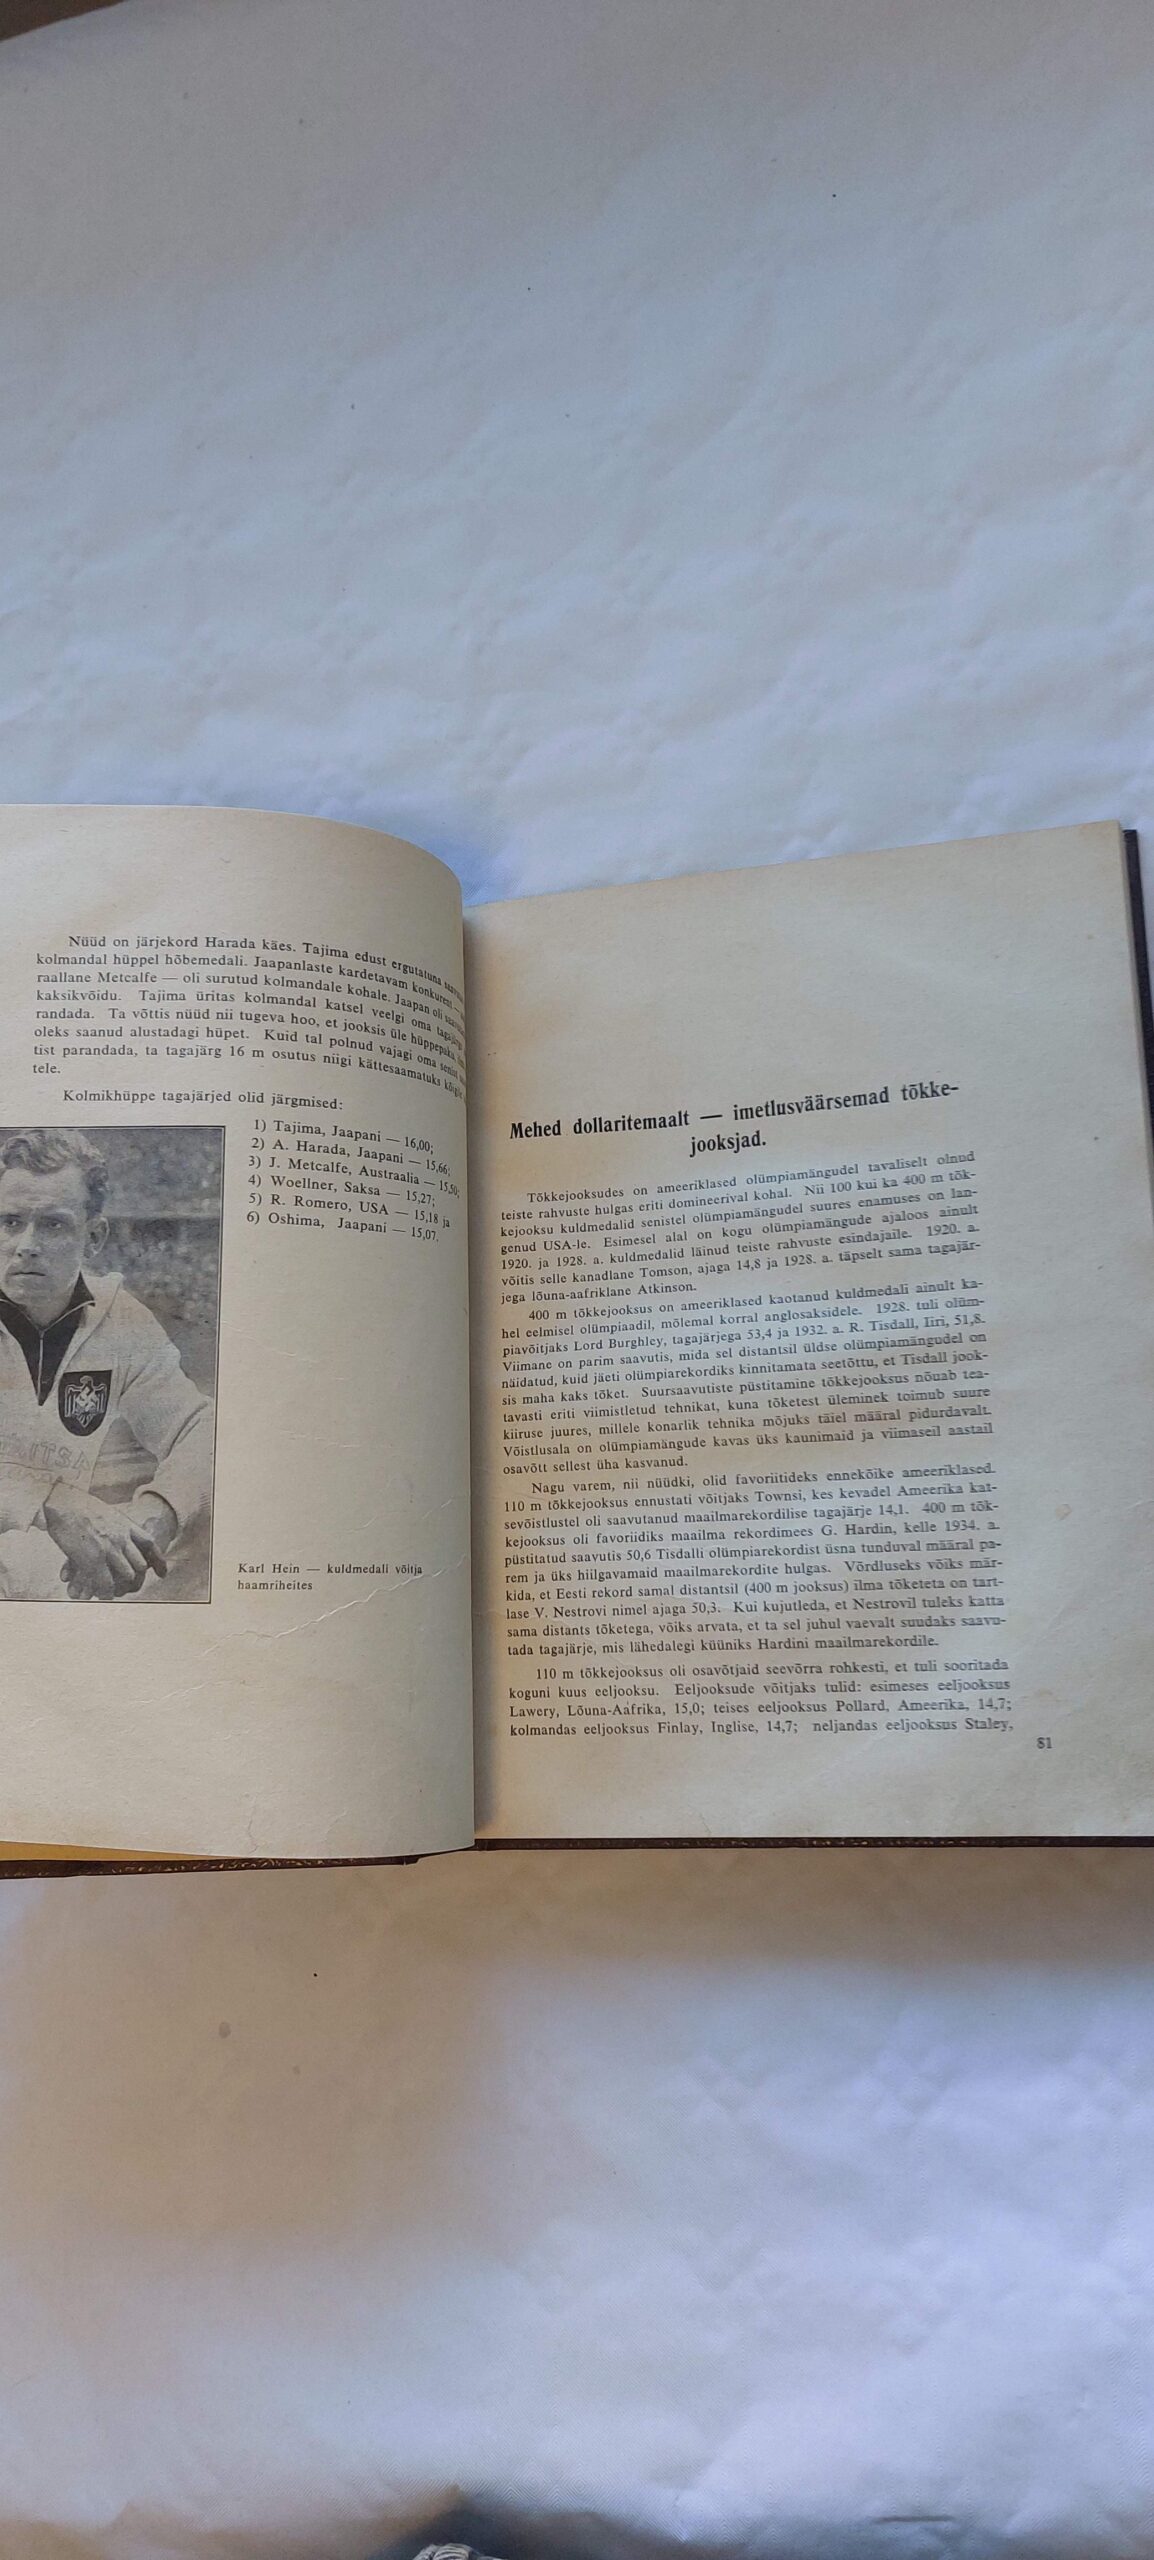 Nüüd on järjekord Harada käes. Tajima edust ergutatuna
kolmandal hüppel hõbemedali. Jaapanlaste kardetavam konkurent —
raallane Metcalfe — oli surutud kolmandale kohale. Jaapan oli
kaksikvõidu. Tajima üritas kolmandal katsel veelgi oma
randada. Ta võttis nüüd nii tugeva hoo, et jooksis üle
oleks saanud alustadagi hüpet. Kuid tal polnud vajagi oma
tist parandada, ta tagajärg 16 m osutus niigi kättesaamatuks
tele.
Kolmikhüppe tagajärjed olid järgmised:
1) Tajima, Jaapani — 16,00;
2) A. Harada, Jaapani — 15,66;
3) J. Metcalfe, Austraalia — 15,50;
4) Woellner, Saksa — 15,27;
5) R. Romero, USA — 15,18 ja
6) Oshima, Jaapani — 15,07.
Karl Hein — kuldmedali võitja
haamriheites
Mehed dollaritemaalt — imetlusväärsemad tõkke-
jooksjad.
Tõkkejooksudes on ameeriklased olümpiamängudel tavaliselt olnud
teiste rahvuste hulgas eriti domineerival kohal. Nii 100 kui ka 400 m tõk-
kejooksu kuldmedalid senistel olümpiamängudel suures enamuses on lan-
genud USA-le. Esimesel alal on kogu olümpiamängude ajaloos ainult
1920. ja 1928. a. kuldmedalid läinud teiste rahvuste esindajaile. 1920. a.
võitis selle kanadlane Tomson, ajaga 14,8 ja 1928. a. täpselt sama tagajär-
jega lõuna-aafriklane Atkinson.
400 m tõkkejooksus on ameeriklased kaotanud kuldmedali ainult ka-
hel eelmisel olümpiaadil, mõlemal korral anglosaksidele. 1928. tuli olüm-
piavõitjaks Lord Burghley, tagajärjega 53,4 ja 1932. a. R. Tisdall, Iiri, 51,8.
Viimane on parim saavutis, mida sel distantsil üldse olümpiamängudel on
näidatud, kuid jäeti olümpiarekordiks kinnitamata seetõttu, et Tisdall jook-
sis maha kaks tõket. Suursaavutiste püstitamine tõkkejooksus nõuab tea-
tavasti eriti viimistletud tehnikat, kuna tõketest üleminek toimub suure
kiiruse juures, millele konarlik tehnika mõjuks täiel määral pidurdavalt.
Võistlusala on olümpiamängude kavas üks kaunimaid ja viimaseil aastail
osavõtt sellest üha kasvanud.
Nagu varem, nii nüüdki, olid favoriitideks ennekõike ameeriklased.
110 m tõkkejooksus ennustati võitjaks Townsi, kes kevadel Ameerika kat-
sevõistlustel oli saavutanud maailmarekordilise tagajärje 14,1. 400 m tõk-
kejooksus oli favoriidiks maailma rekordimees G. Hardin, kelle 1934. a.
püstitatud saavutis 50,6 Tisdalli olümpiarekordist üsna tunduval määral pa-
rem ja üks hiilgavamaid maailmarekordite hulgas. Võrdluseks võiks mär-
kida, et Eesti rekord samal distantsil (400 m jooksus) ilma tõketeta on tart-
lase V. Nestrovi nimel ajaga 50,3. Kui kujutleda, et Nestrovil tuleks katta
sama distants tõketega, võiks arvata, et ta sel juhul vaevalt suudaks saavu-
tada tagajärje, mis lähedalegi küüniks Hardini maailmarekordile.
110 m tõkkejooksus oli osavõtjaid seevõrra rohkesti, et tuli sooritada
koguni kuus eeljooksu. Eeljooksude võitjaks tulid: esimeses eeljooksus
Lawery, Lõuna-Aafrika, 15,0; teises eeljooksus Pollard, Ameerika, 14,7;
kolmandas eeljooksus Finlay, Inglise, 14,7; neljandas eeljooksus Staley,
81